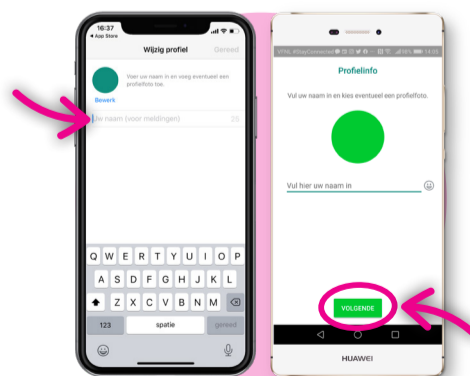 16:37
App Store
Wijzig profiel
Gereed
Voer uw naam in en voeg eventueel een
profielfoto toe.
Bewerk
Uw naam (voor meldingen)
25
Q W E R T Y U I O P
A S D F G H J K L
Z X C V B N M
123
spatie
gereed
14:03
Profielinfo
Vul uw naam in en kies eventueel een profielfoto.
Vul hier uw naam in
VOLGENDE
HUAWEI